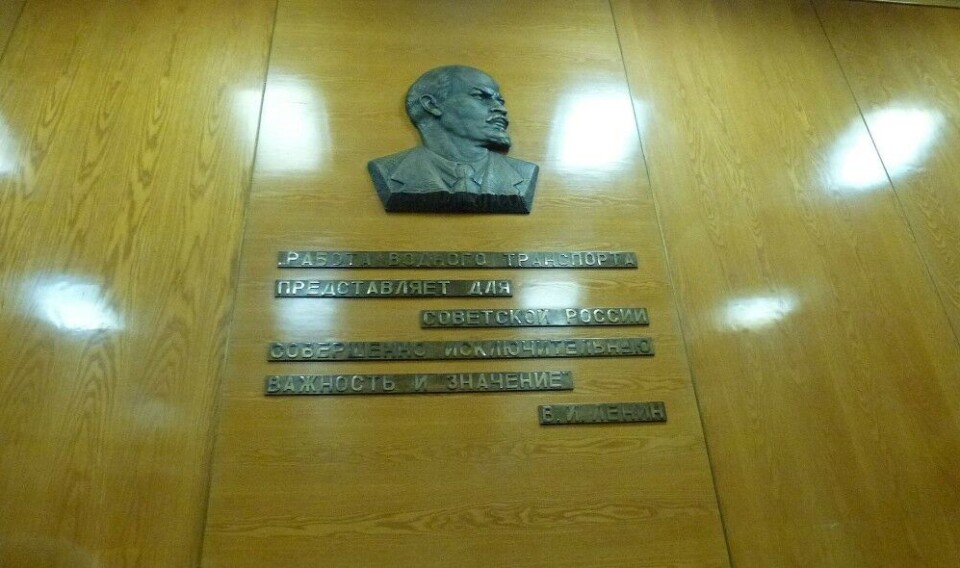 „РАБОТА ВОДНОГО ТРАНСПОРТА
ПРЕДСТАВЛЯЕТ ДЛЯ
СОВЕТСКОЙ РОССИИ
СОВЕРШЕННО ИСКЛЮЧИТЕЛЬНУЮ
ВАЖНОСТЬ И ЗНАЧЕНИЕ"
В. И. ЛЕНИН